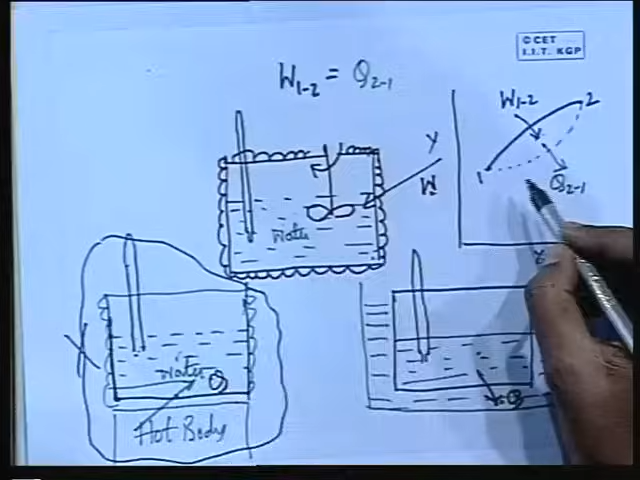 © CET
I.I.T. KGP
W₁₋₂ = Q₂₋₁
W₁₋₂
2
1
Q₂₋₁
Y
W
X
Water
Water
Q
Q
Hot Body